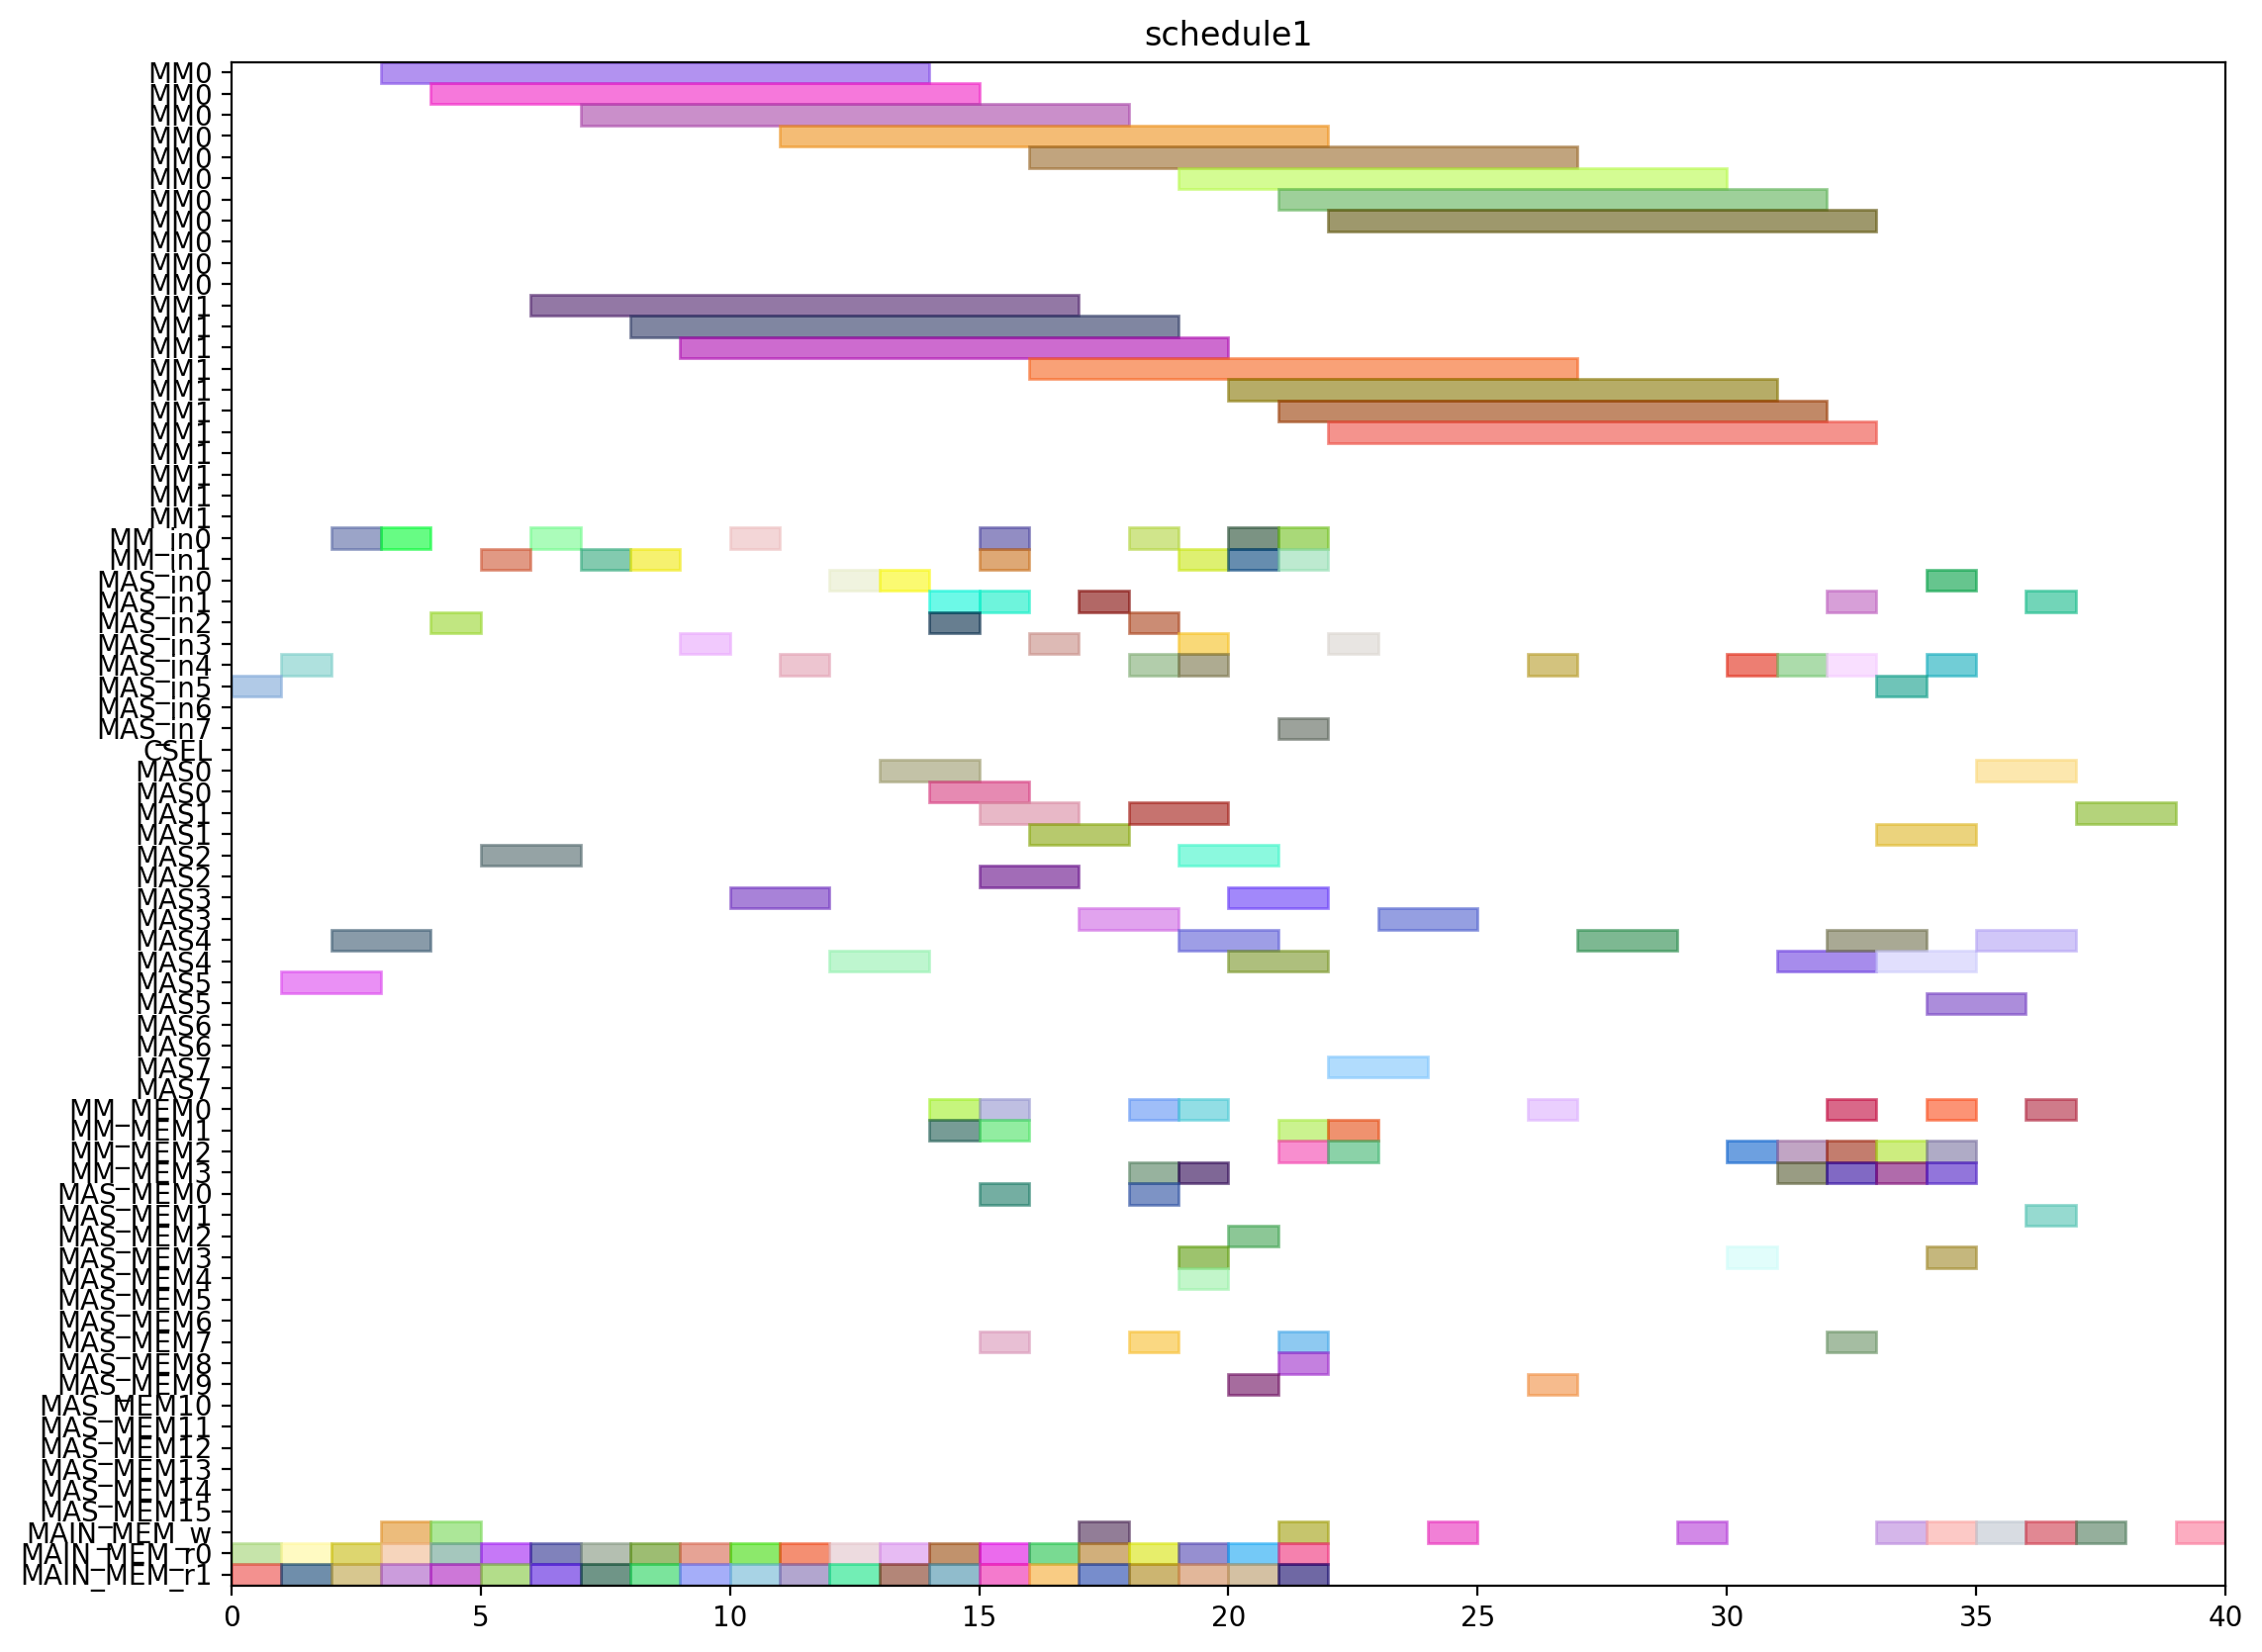 schedule1
MM0
MM0
MM0
MM0
MM0
MM0
MM0
MM0
MM0
MM0
MM0
MM1
MM1
MM1
MM1
MM1
MM1
MM1
MM1
MM1
MM1
MM1
MM_in0
MM_in1
MAS_in0
MAS_in1
MAS_in2
MAS_in3
MAS_in4
MAS_in5
MAS_in6
MAS_in7
CSEL
MAS0
MAS0
MAS1
MAS1
MAS2
MAS2
MAS3
MAS3
MAS4
MAS4
MAS5
MAS5
MAS6
MAS6
MAS7
MAS7
MM_MEM0
MM_MEM1
MM_MEM2
MM_MEM3
MAS_MEM0
MAS_MEM1
MAS_MEM2
MAS_MEM3
MAS_MEM4
MAS_MEM5
MAS_MEM6
MAS_MEM7
MAS_MEM8
MAS_MEM9
MAS_MEM10
MAS_MEM11
MAS_MEM12
MAS_MEM13
MAS_MEM14
MAS_MEM15
MAIN_MEM_w
MAIN_MEM_r0
MAIN_MEM_r1
0 5 10 15 20 25 30 35 40